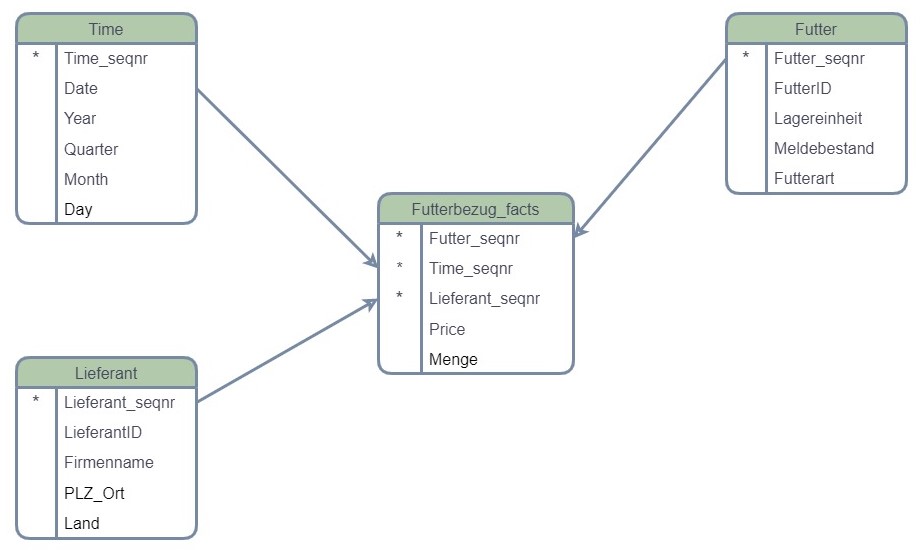 Time
* Time_seqnr
Date
Year
Quarter
Month
Day
Futter
* Futter_seqnr
FutterID
Lagereinheit
Meldebestand
Futterart
Futterbezug_facts
* Futter_seqnr
* Time_seqnr
* Lieferant_seqnr
Price
Menge
Lieferant
* Lieferant_seqnr
LieferantID
Firmenname
PLZ_Ort
Land